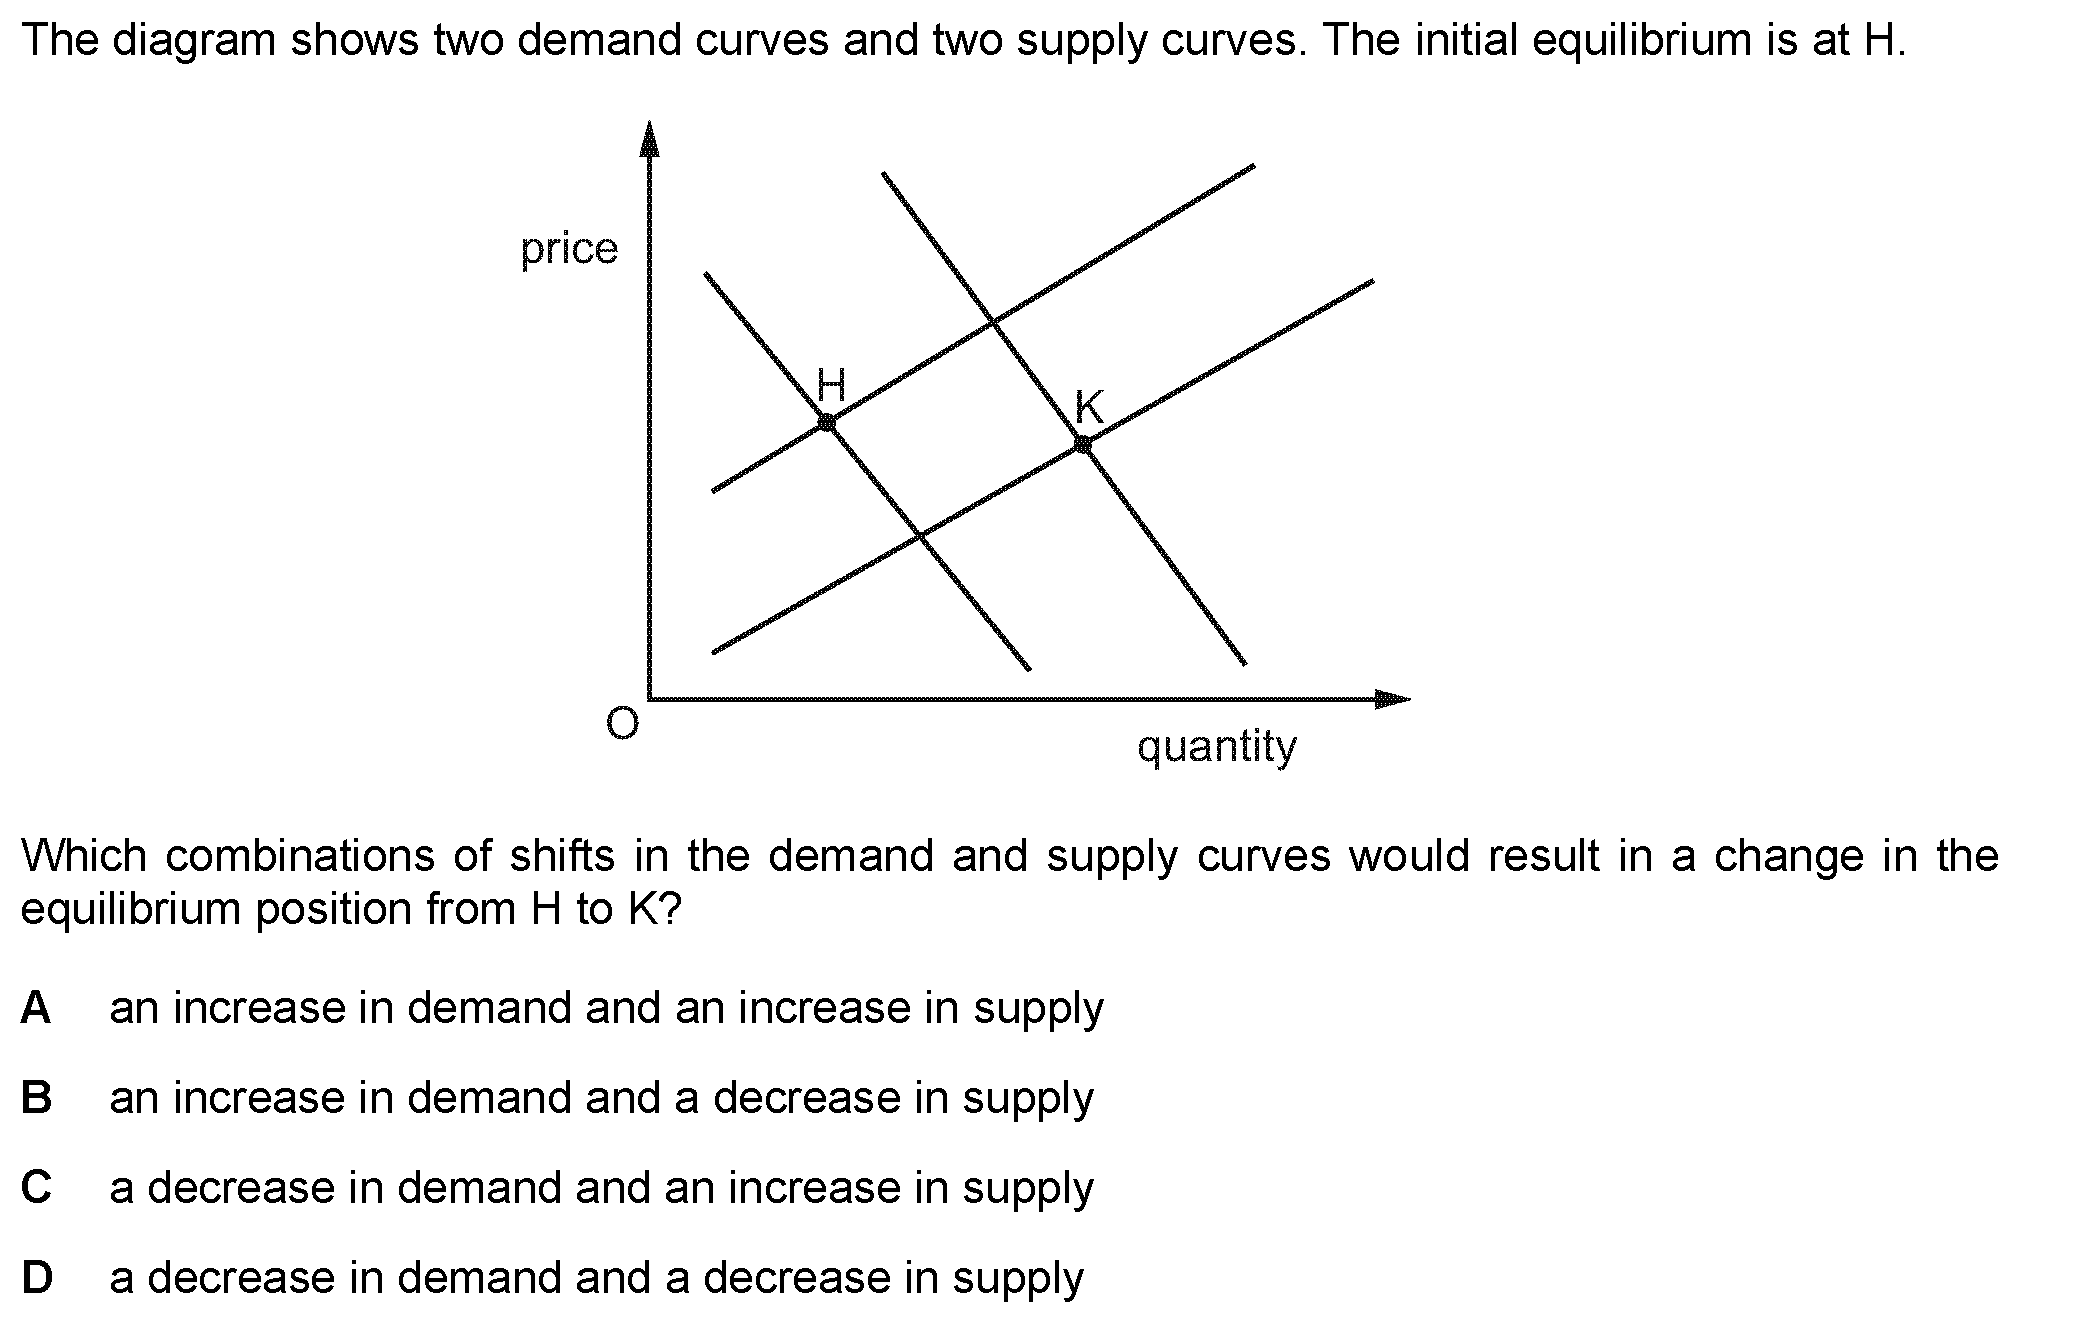 The diagram shows two demand curves and two supply curves. The initial equilibrium is at H.
price
H
K
O
quantity
Which combinations of shifts in the demand and supply curves would result in a change in the
equilibrium position from H to K?
A an increase in demand and an increase in supply
B an increase in demand and a decrease in supply
C a decrease in demand and an increase in supply
D a decrease in demand and a decrease in supply